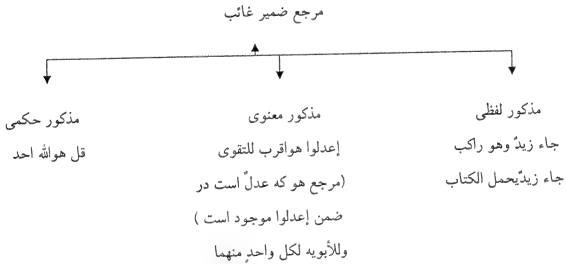 مرجع ضمیر غائب
مذکور لفظی
جاء زیدٌ وهو راکب
جاء زیدٌیحمل الکتاب
مذکور معنوی
إعدلوا هواقرب للتقوی
(مرجع هو که عدلٌ است در
ضمن إعدلوا موجود است )
وللأبویه لکل واحدٍ منهما
مذکور حکمی
قل هوالله احد